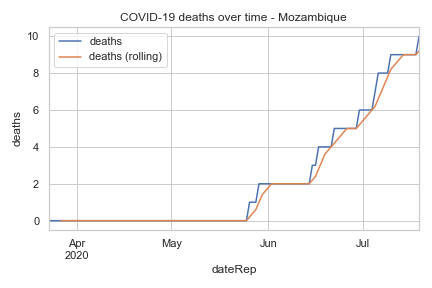 COVID-19 deaths over time - Mozambique
deaths
deaths (rolling)
10
8
6
4
2
0
deaths
Apr
2020
May
Jun
Jul
dateRep